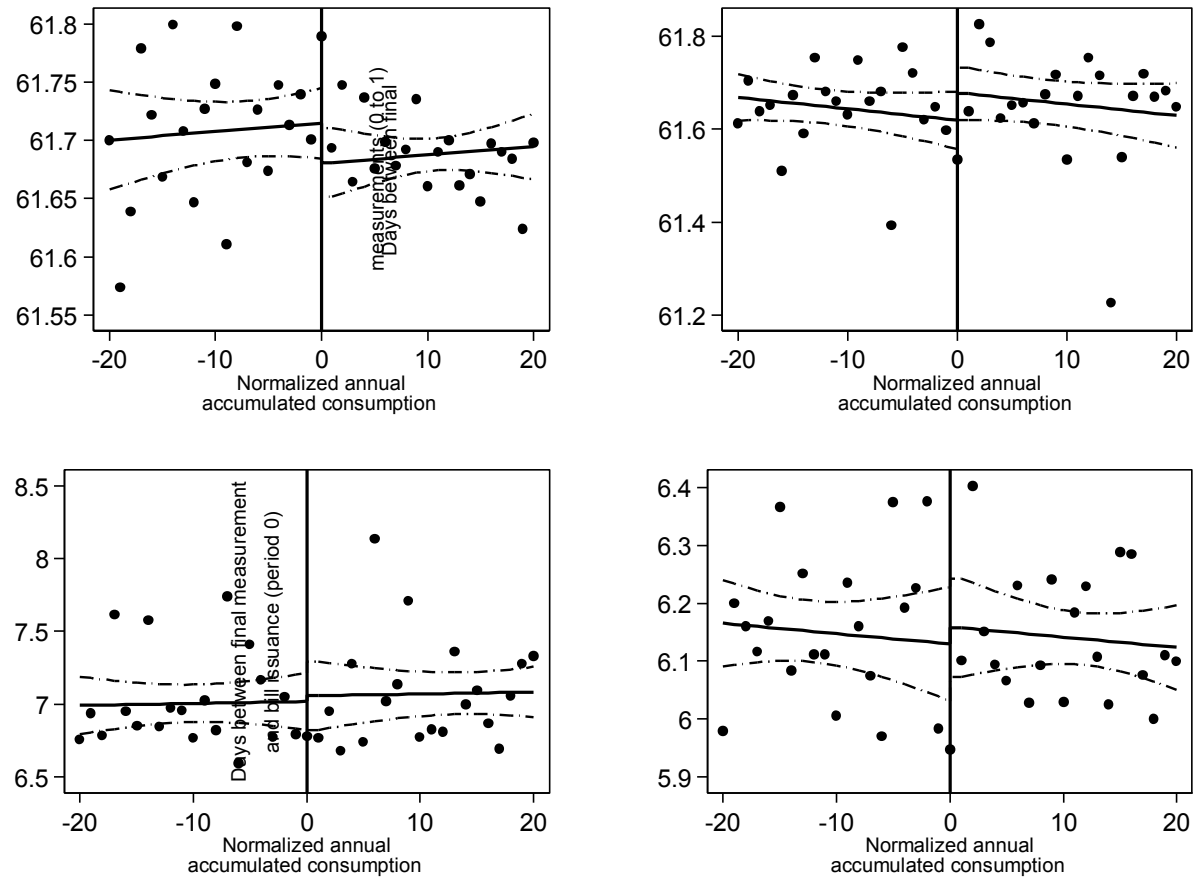 61.8
61.75
61.7
61.65
61.6
61.55
-20 -10 0 10 20
Normalized annual
accumulated consumption
Days between final
measurements (0 to 1)
61.8
61.6
61.4
61.2
-20 -10 0 10 20
Normalized annual
accumulated consumption
8.5
8
7.5
7
6.5
-20 -10 0 10 20
Normalized annual
accumulated consumption
Days between final measurement
and bill issuance (period 0)
6.4
6.3
6.2
6.1
6
5.9
-20 -10 0 10 20
Normalized annual
accumulated consumption